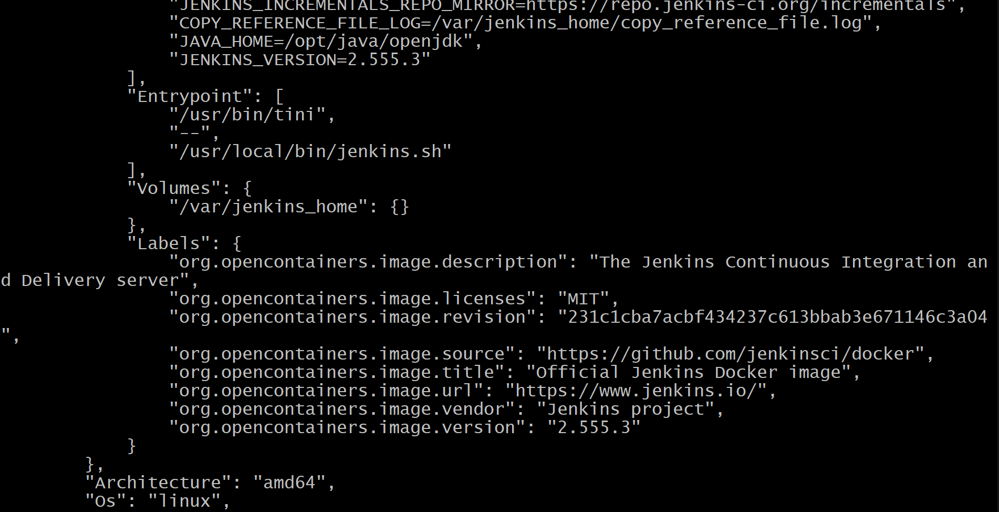 "JENKINS_INCREMENTALS_REPO_MIRROR=https://repo.jenkins-ci.org/incrementals",
"COPY_REFERENCE_FILE_LOG=/var/jenkins_home/copy_reference_file.log",
"JAVA_HOME=/opt/java/openjdk",
"JENKINS_VERSION=2.555.3"
],
"Entrypoint": [
"/usr/bin/tini",
"--",
"/usr/local/bin/jenkins.sh"
],
"Volumes": {
"/var/jenkins_home": {}
},
"Labels": {
"org.opencontainers.image.description": "The Jenkins Continuous Integration an
d Delivery server",
"org.opencontainers.image.licenses": "MIT",
"org.opencontainers.image.revision": "231c1cba7acbf434237c613bbab3e671146c3a04
",
"org.opencontainers.image.source": "https://github.com/jenkinsci/docker",
"org.opencontainers.image.title": "Official Jenkins Docker image",
"org.opencontainers.image.url": "https://www.jenkins.io/",
"org.opencontainers.image.vendor": "Jenkins project",
"org.opencontainers.image.version": "2.555.3"
}
},
"Architecture": "amd64",
"Os": "linux",